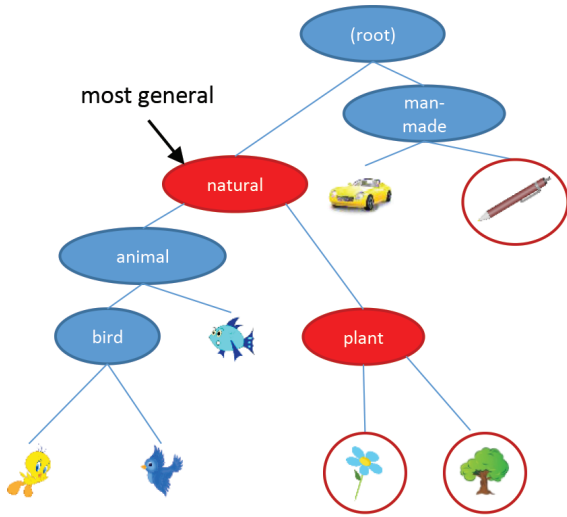 (root)
man-
made
most general
natural
animal
bird
plant